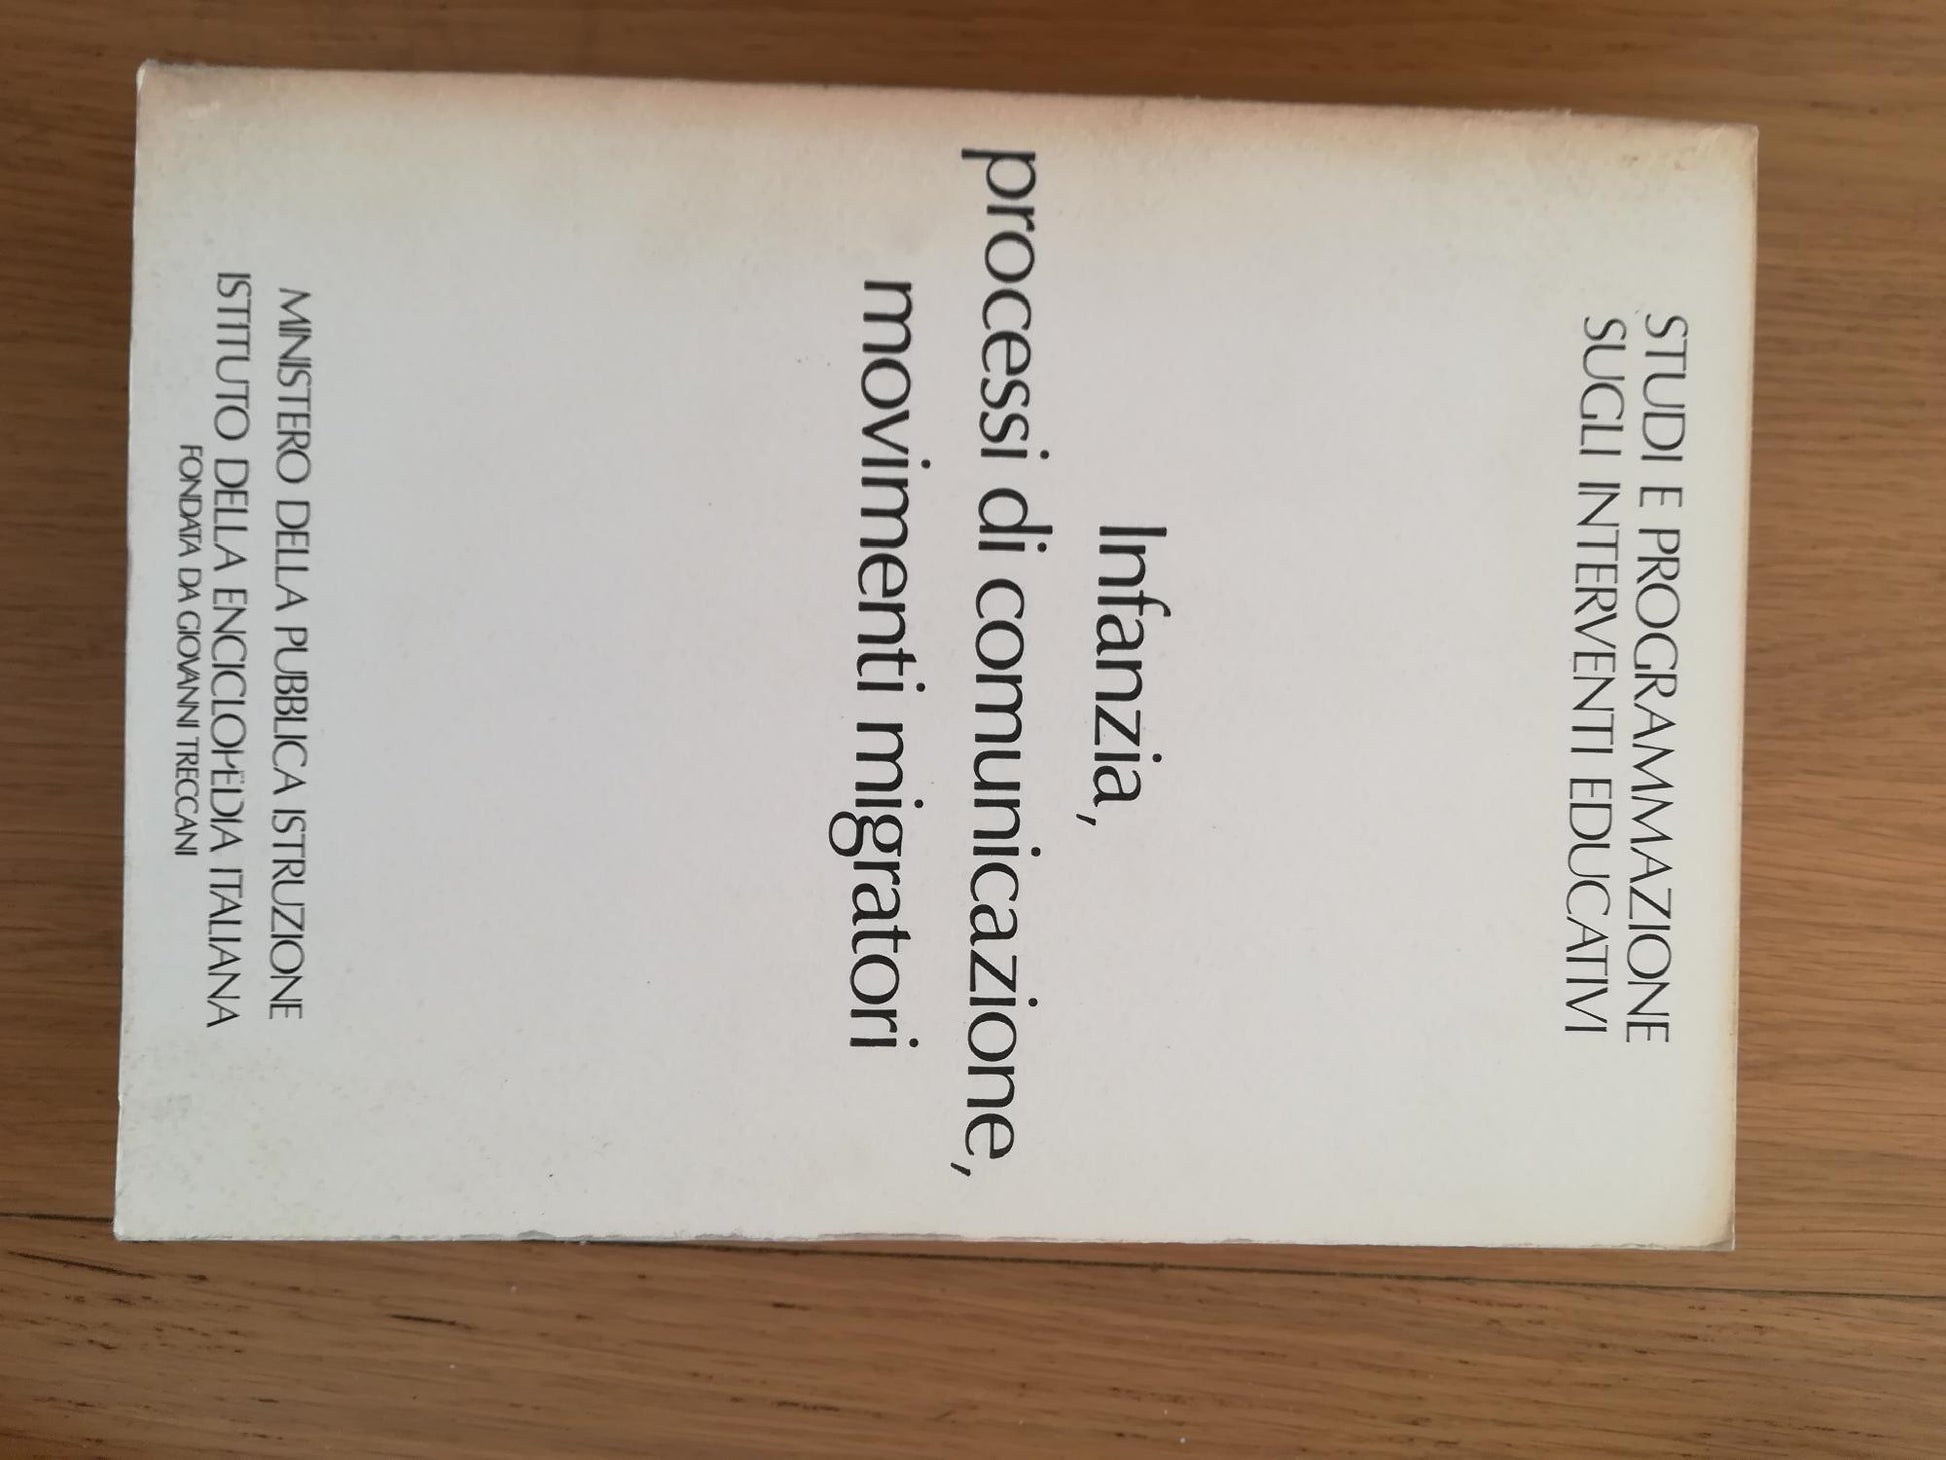 STUDI E PROGRAMMAZIONE
SUGLI INTERVENTI EDUCATIVI
Infanzia,
processi di comunicazione,
movimenti migratori
MINISTERO DELLA PUBBLICA ISTRUZIONE
ISTITUTO DELLA ENCICLOPEDIA ITALIANA
FONDATA DA GIOVANNI TRECCANI